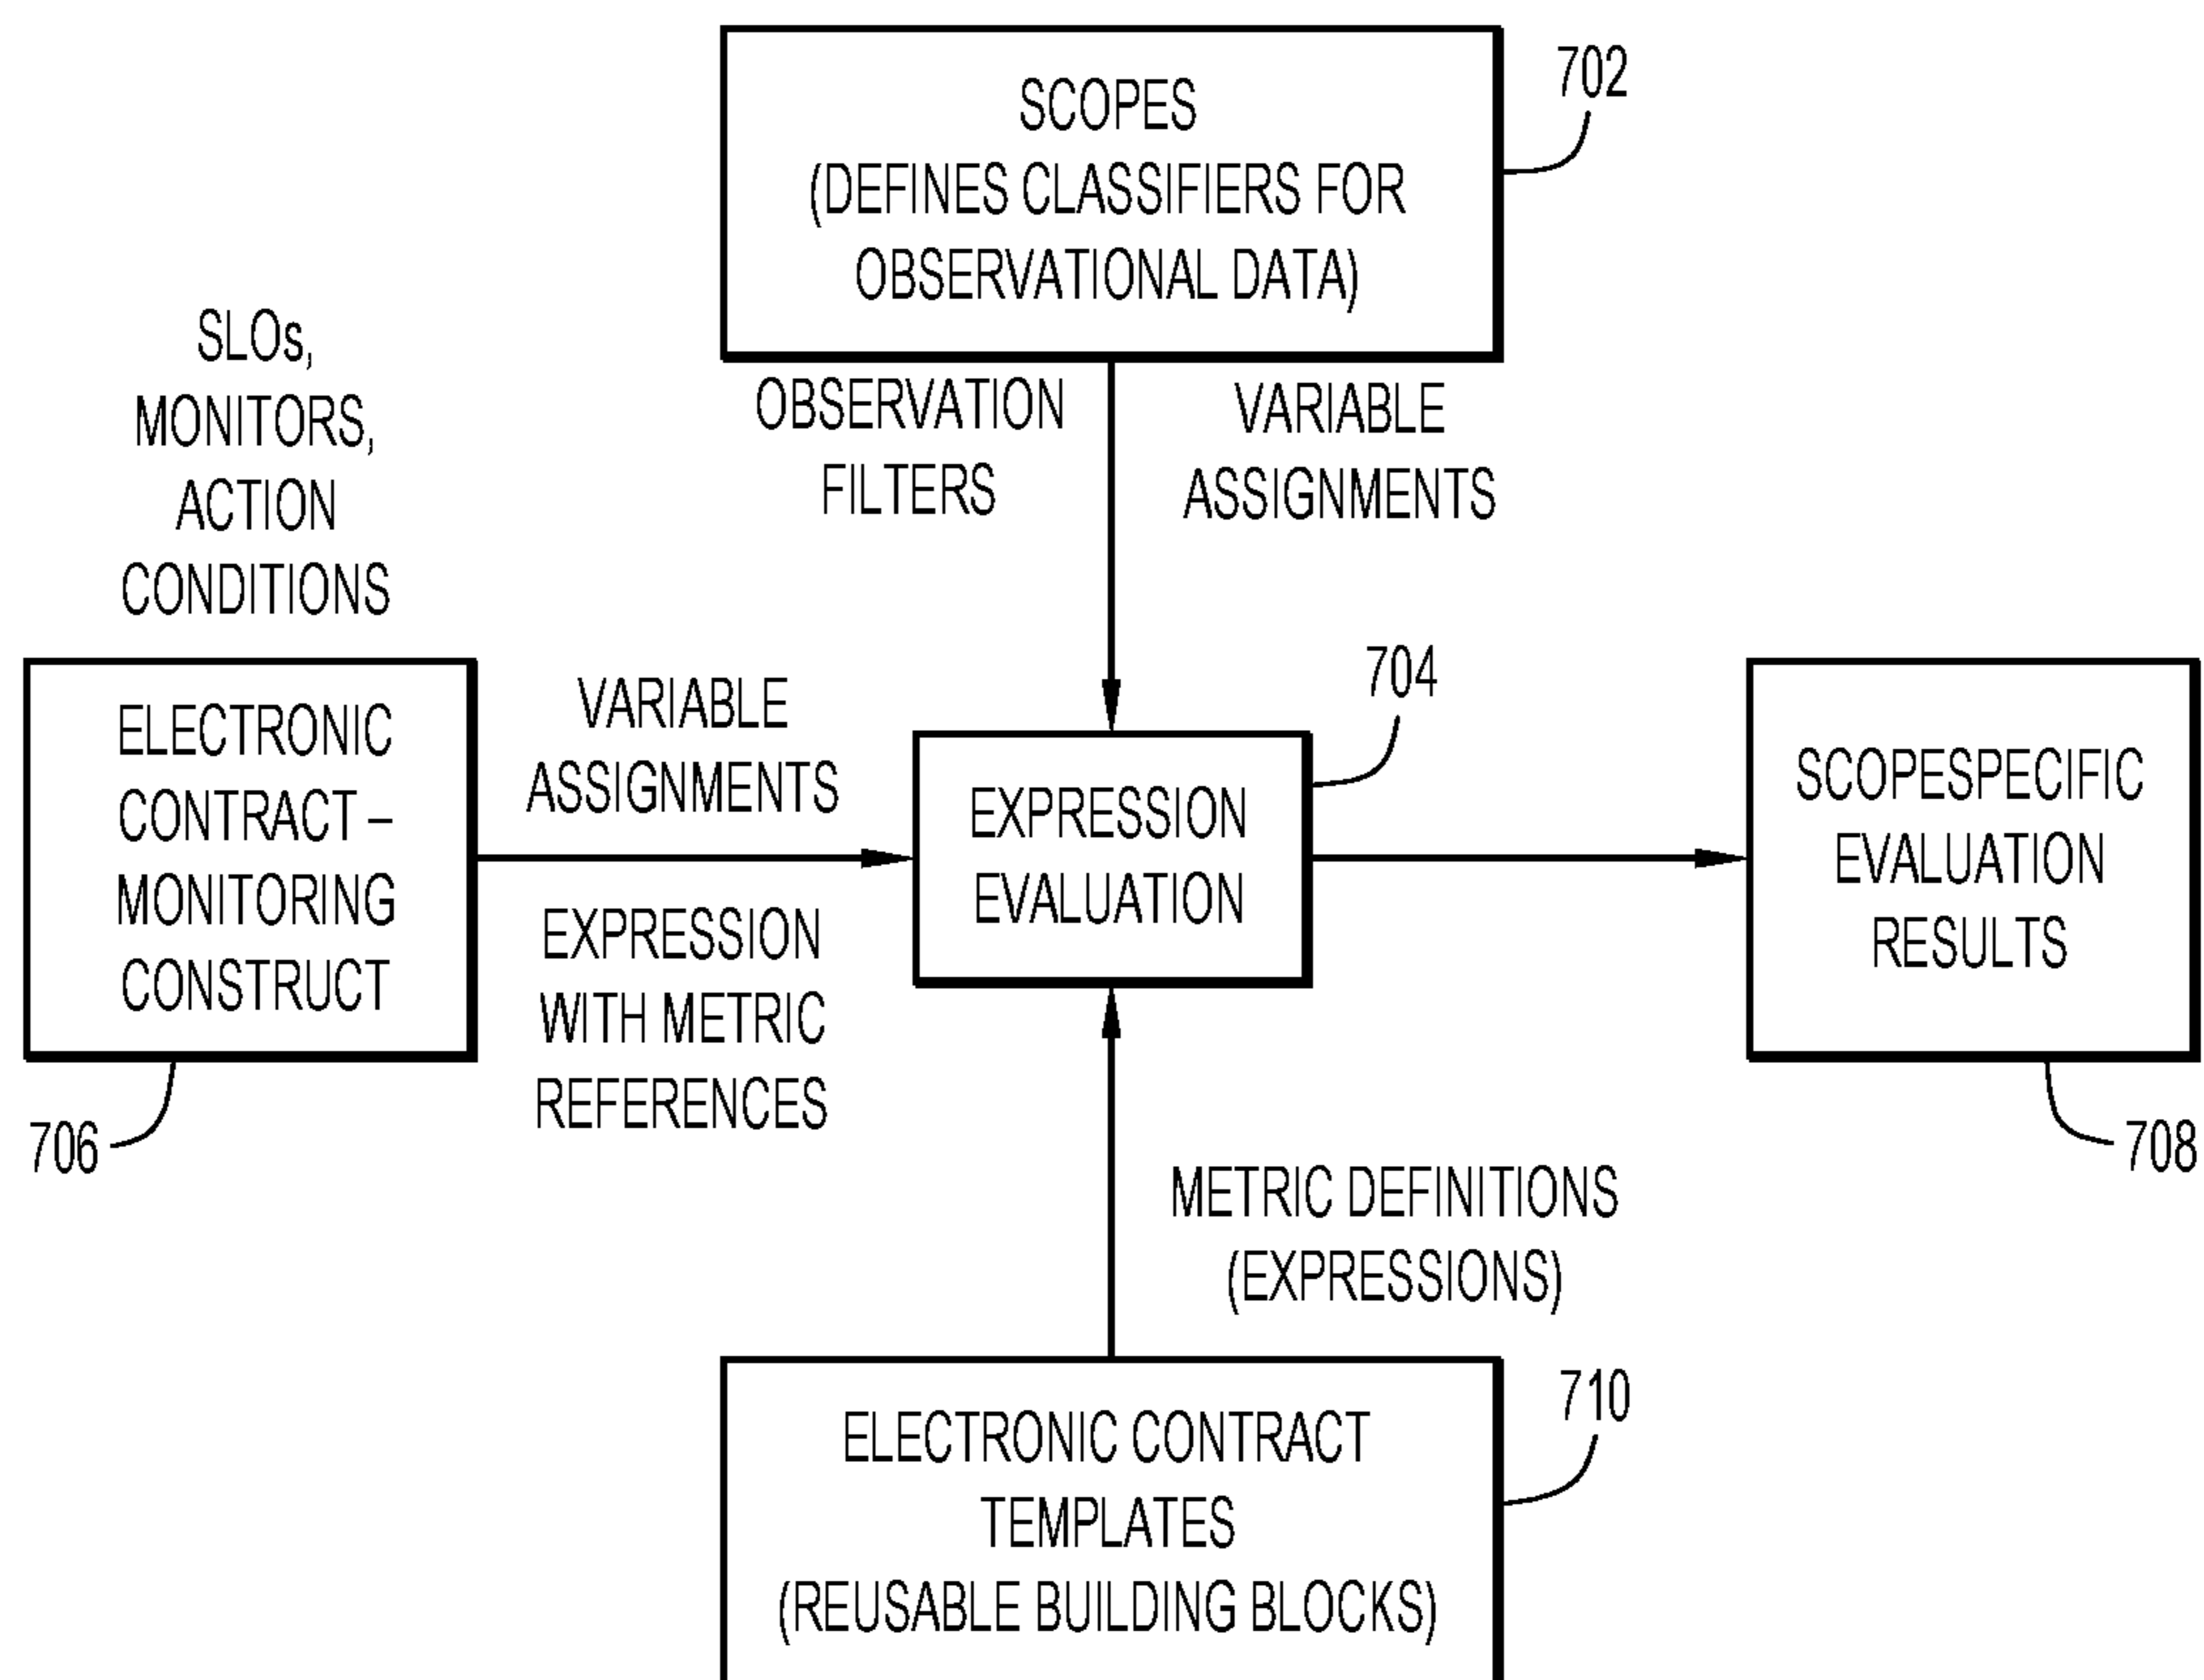 702
SCOPES
(DEFINES CLASSIFIERS FOR
OBSERVATIONAL DATA)
SLOs,
MONITORS,
ACTION
CONDITIONS
OBSERVATION
FILTERS
VARIABLE
ASSIGNMENTS
ELECTRONIC
CONTRACT –
MONITORING
CONSTRUCT
706
VARIABLE
ASSIGNMENTS
EXPRESSION
WITH METRIC
REFERENCES
704
EXPRESSION
EVALUATION
SCOPESPECIFIC
EVALUATION
RESULTS
708
METRIC DEFINITIONS
(EXPRESSIONS)
710
ELECTRONIC CONTRACT
TEMPLATES
(REUSABLE BUILDING BLOCKS)